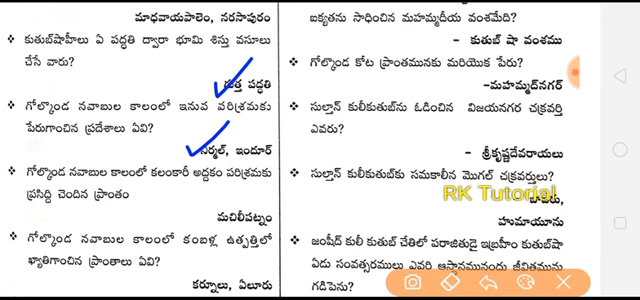 మాధవాయపాలెం, నరసాపురం
❖ కుతుబ్‌షాహీలు ఏ పద్ధతి ద్వారా భూమి శిస్తు వసూలు
చేసే వారు?
గుత్త పద్ధతి
❖ గోల్కొండ నవాబుల కాలంలో ఇనుప పరిశ్రమకు
పేరుగాంచిన ప్రదేశాలు ఏవి?
నిర్మల్, ఇందూర్
❖ గోల్కొండ నవాబుల కాలంలో కలంకారీ అద్దకం పరిశ్రమకు
ప్రసిద్ధి చెందిన ప్రాంతం
మచిలీపట్నం
❖ గోల్కొండ నవాబుల కాలంలో కంబళ్ల ఉత్పత్తిలో
ఖ్యాతిగాంచిన ప్రాంతాలు ఏవి?
కర్నూలు, ఏలూరు
ఐక్యతను సాధించిన మహమ్మదీయ వంశమేది?
– కుతుబ్ షా వంశము
❖ గోల్కొండ కోట ప్రాంతమునకు మరియొక పేరు?
–మహమ్మద్‌నగర్
❖ సుల్తాన్ కులీకుతుబ్‌ను ఓడించిన విజయనగర చక్రవర్తి
ఎవరు?
– శ్రీకృష్ణదేవరాయలు
❖ సుల్తాన్ కులీకుతుబ్‌కు సమకాలీన మొగల్ చక్రవర్తులు?
RK Tutorial
హుమాయూను
❖ జంషీద్ కులీ కుతుబ్ చేతిలో పరాజితుడై ఇబ్రహీం కుతుబ్‌షా
ఏడు సంవత్సరములు ఎవరి ఆస్థానమునందు జీవితమును
గడిపెను?